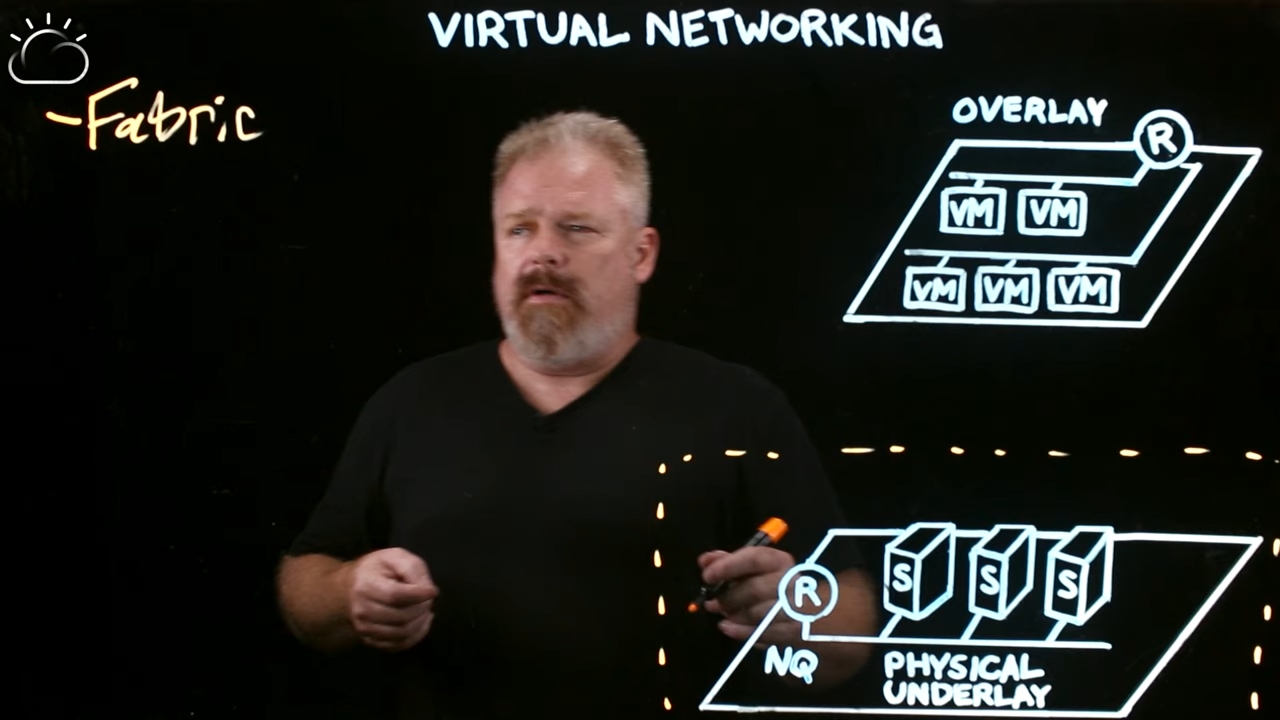 VIRTUAL NETWORKING
-Fabric
OVERLAY
R
VM VM
VM VM VM
R
S S S
NQ
PHYSICAL
UNDERLAY